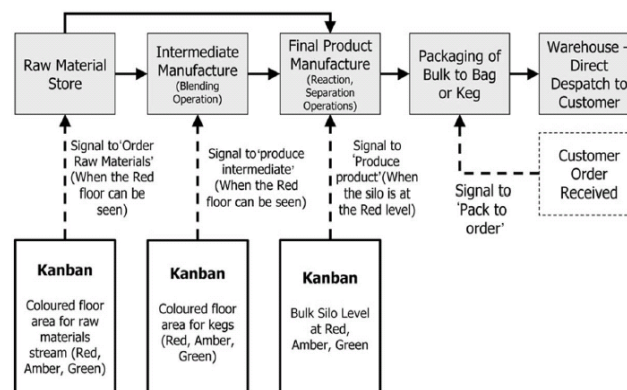 Raw Material
Store
Intermediate
Manufacture
(Blending
Operation)
Final Product
Manufacture
(Reaction,
Separation
Operations)
Packaging of
Bulk to Bag
or Keg
Warehouse -
Direct
Despatch to
Customer
Signal to'Order
Raw Materials'
(When the Red
floor can be
seen)
Signal to'produce
intermediate'
(When the Red
floor can be seen)
Signal to
'Produce
product'(When
the silo is at
the Red level)
Signal to
'Pack to
order'
Customer
Order
Received
Kanban
Coloured floor
area for raw
materials
stream (Red,
Amber, Green)
Kanban
Coloured floor
area for kegs
(Red, Amber,
Green)
Kanban
Bulk Silo Level
at Red,
Amber, Green